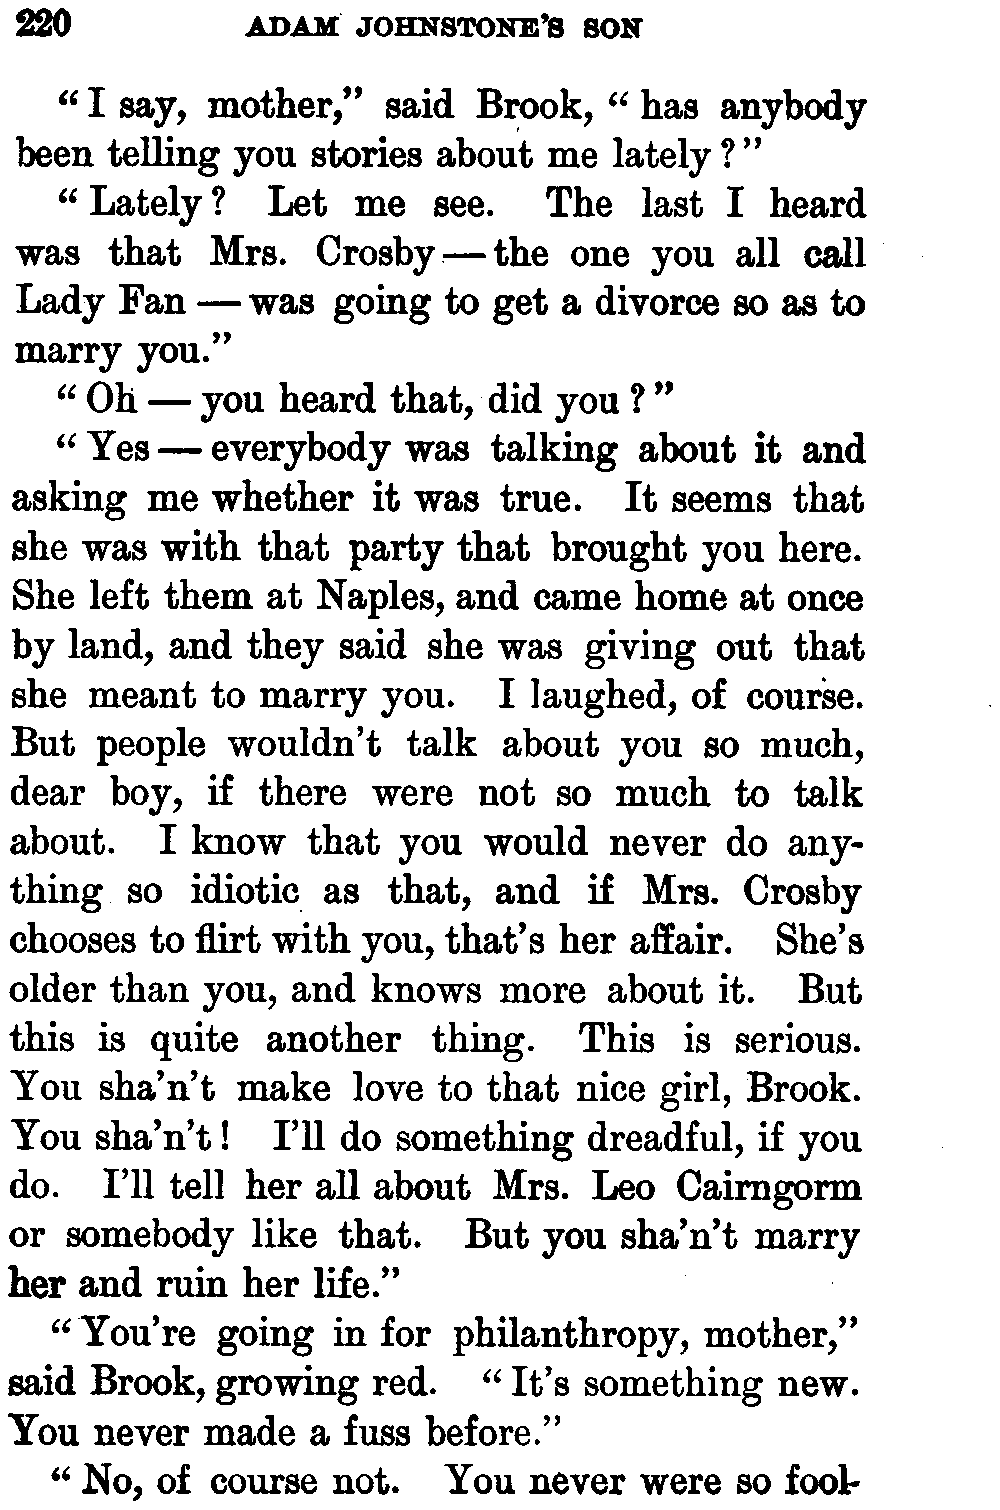 220 ADAM JOHNSTONE'S SON
“I say, mother,” said Brook, “has anybody
been telling you stories about me lately?”
“Lately? Let me see. The last I heard
was that Mrs. Crosby — the one you all call
Lady Fan — was going to get a divorce so as to
marry you.”
“Oh — you heard that, did you?”
“Yes — everybody was talking about it and
asking me whether it was true. It seems that
she was with that party that brought you here.
She left them at Naples, and came home at once
by land, and they said she was giving out that
she meant to marry you. I laughed, of course.
But people wouldn't talk about you so much,
dear boy, if there were not so much to talk
about. I know that you would never do any-
thing so idiotic as that, and if Mrs. Crosby
chooses to flirt with you, that's her affair. She's
older than you, and knows more about it. But
this is quite another thing. This is serious.
You sha'n't make love to that nice girl, Brook.
You sha'n't! I'll do something dreadful, if you
do. I'll tell her all about Mrs. Leo Cairngorm
or somebody like that. But you sha'n't marry
her and ruin her life.”
“You're going in for philanthropy, mother,”
said Brook, growing red. “It's something new.
You never made a fuss before.”
“No, of course not. You never were so fool-